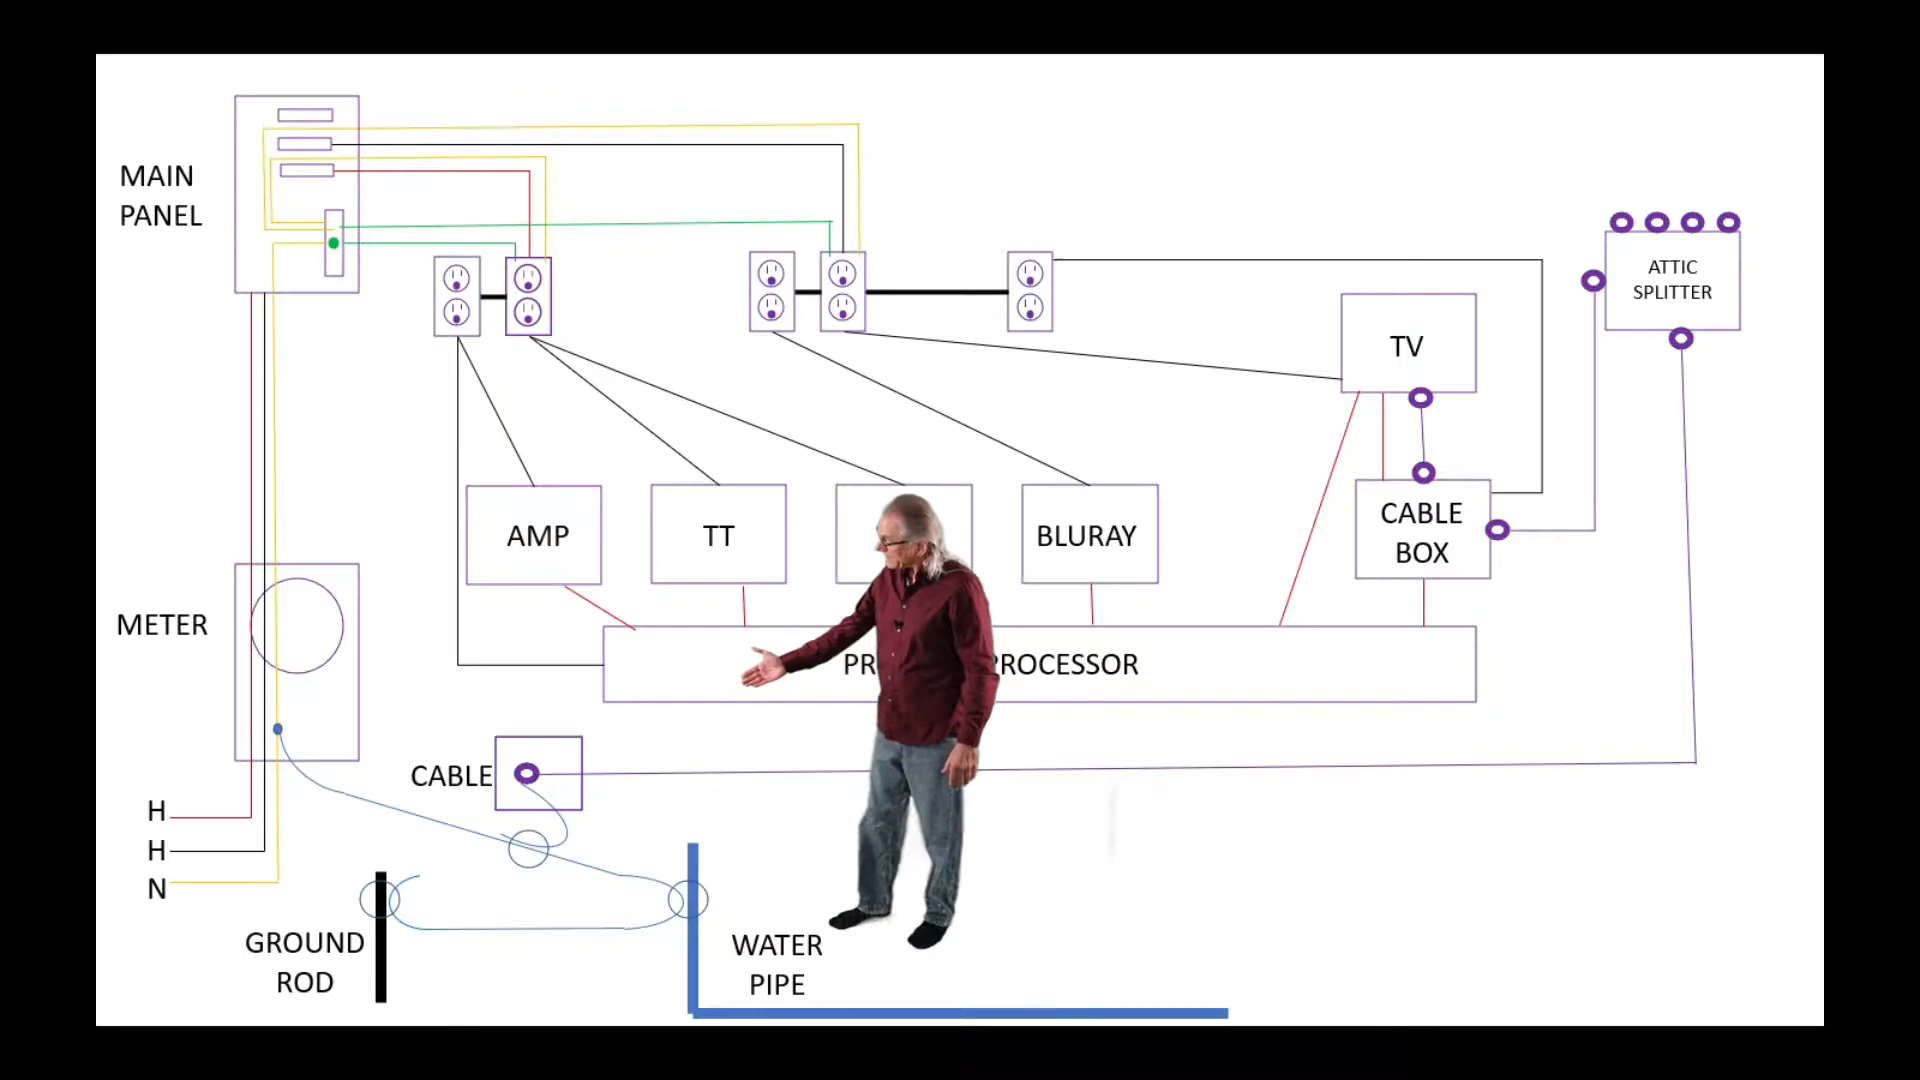 MAIN
PANEL
ATTIC
SPLITTER
TV
AMP
TT
BLURAY
CABLE
BOX
METER
PR ROCESSOR
CABLE
H
H
N
GROUND
ROD
WATER
PIPE